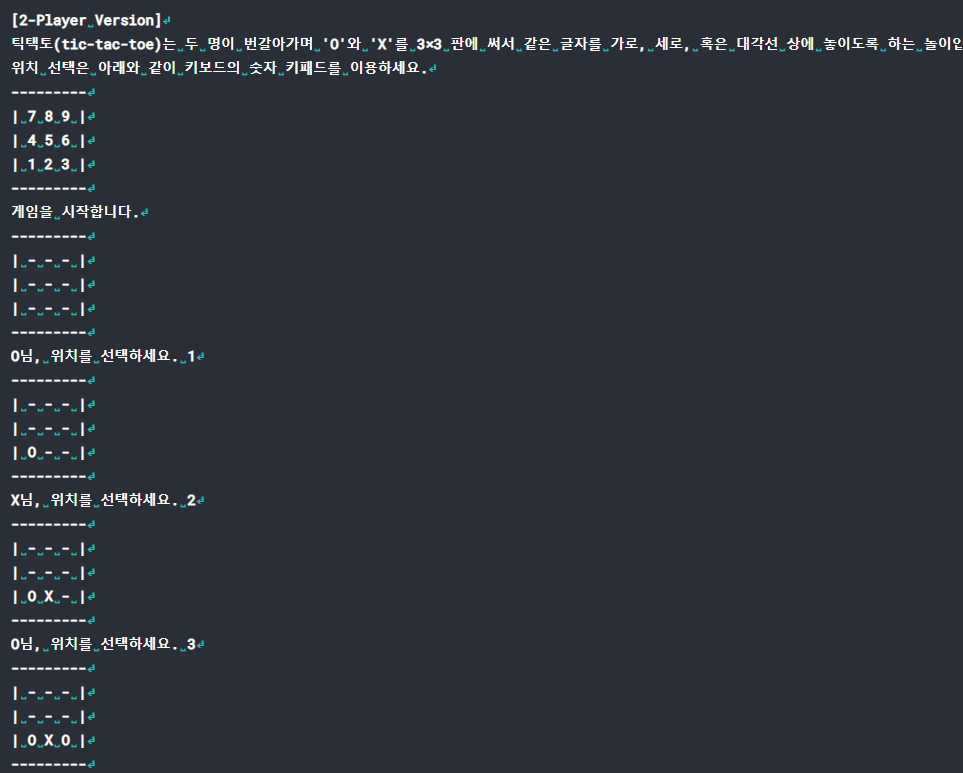 [2-Player Version]
틱택토(tic-tac-toe)는 두 명이 번갈아가며 'O'와 'X'를 3×3 판에 써서 같은 글자를 가로, 세로, 혹은 대각선 상에 놓이도록 하는
위치 선택은 아래와 같이 키보드의 숫자 키패드를 이용하세요.
---------
| 7 8 9 |
| 4 5 6 |
| 1 2 3 |
---------
게임을 시작합니다.
---------
| - - - |
| - - - |
| - - - |
---------
O님, 위치를 선택하세요. 1
---------
| - - - |
| - - - |
| O - - |
---------
X님, 위치를 선택하세요. 2
---------
| - - - |
| - - - |
| O X - |
---------
O님, 위치를 선택하세요. 3
---------
| - - - |
| - - - |
| O X O |
---------